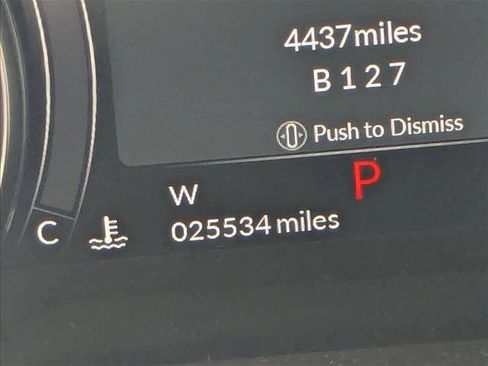 4437miles
B 1 2 7
Push to Dismiss
P
W
C
025534 miles